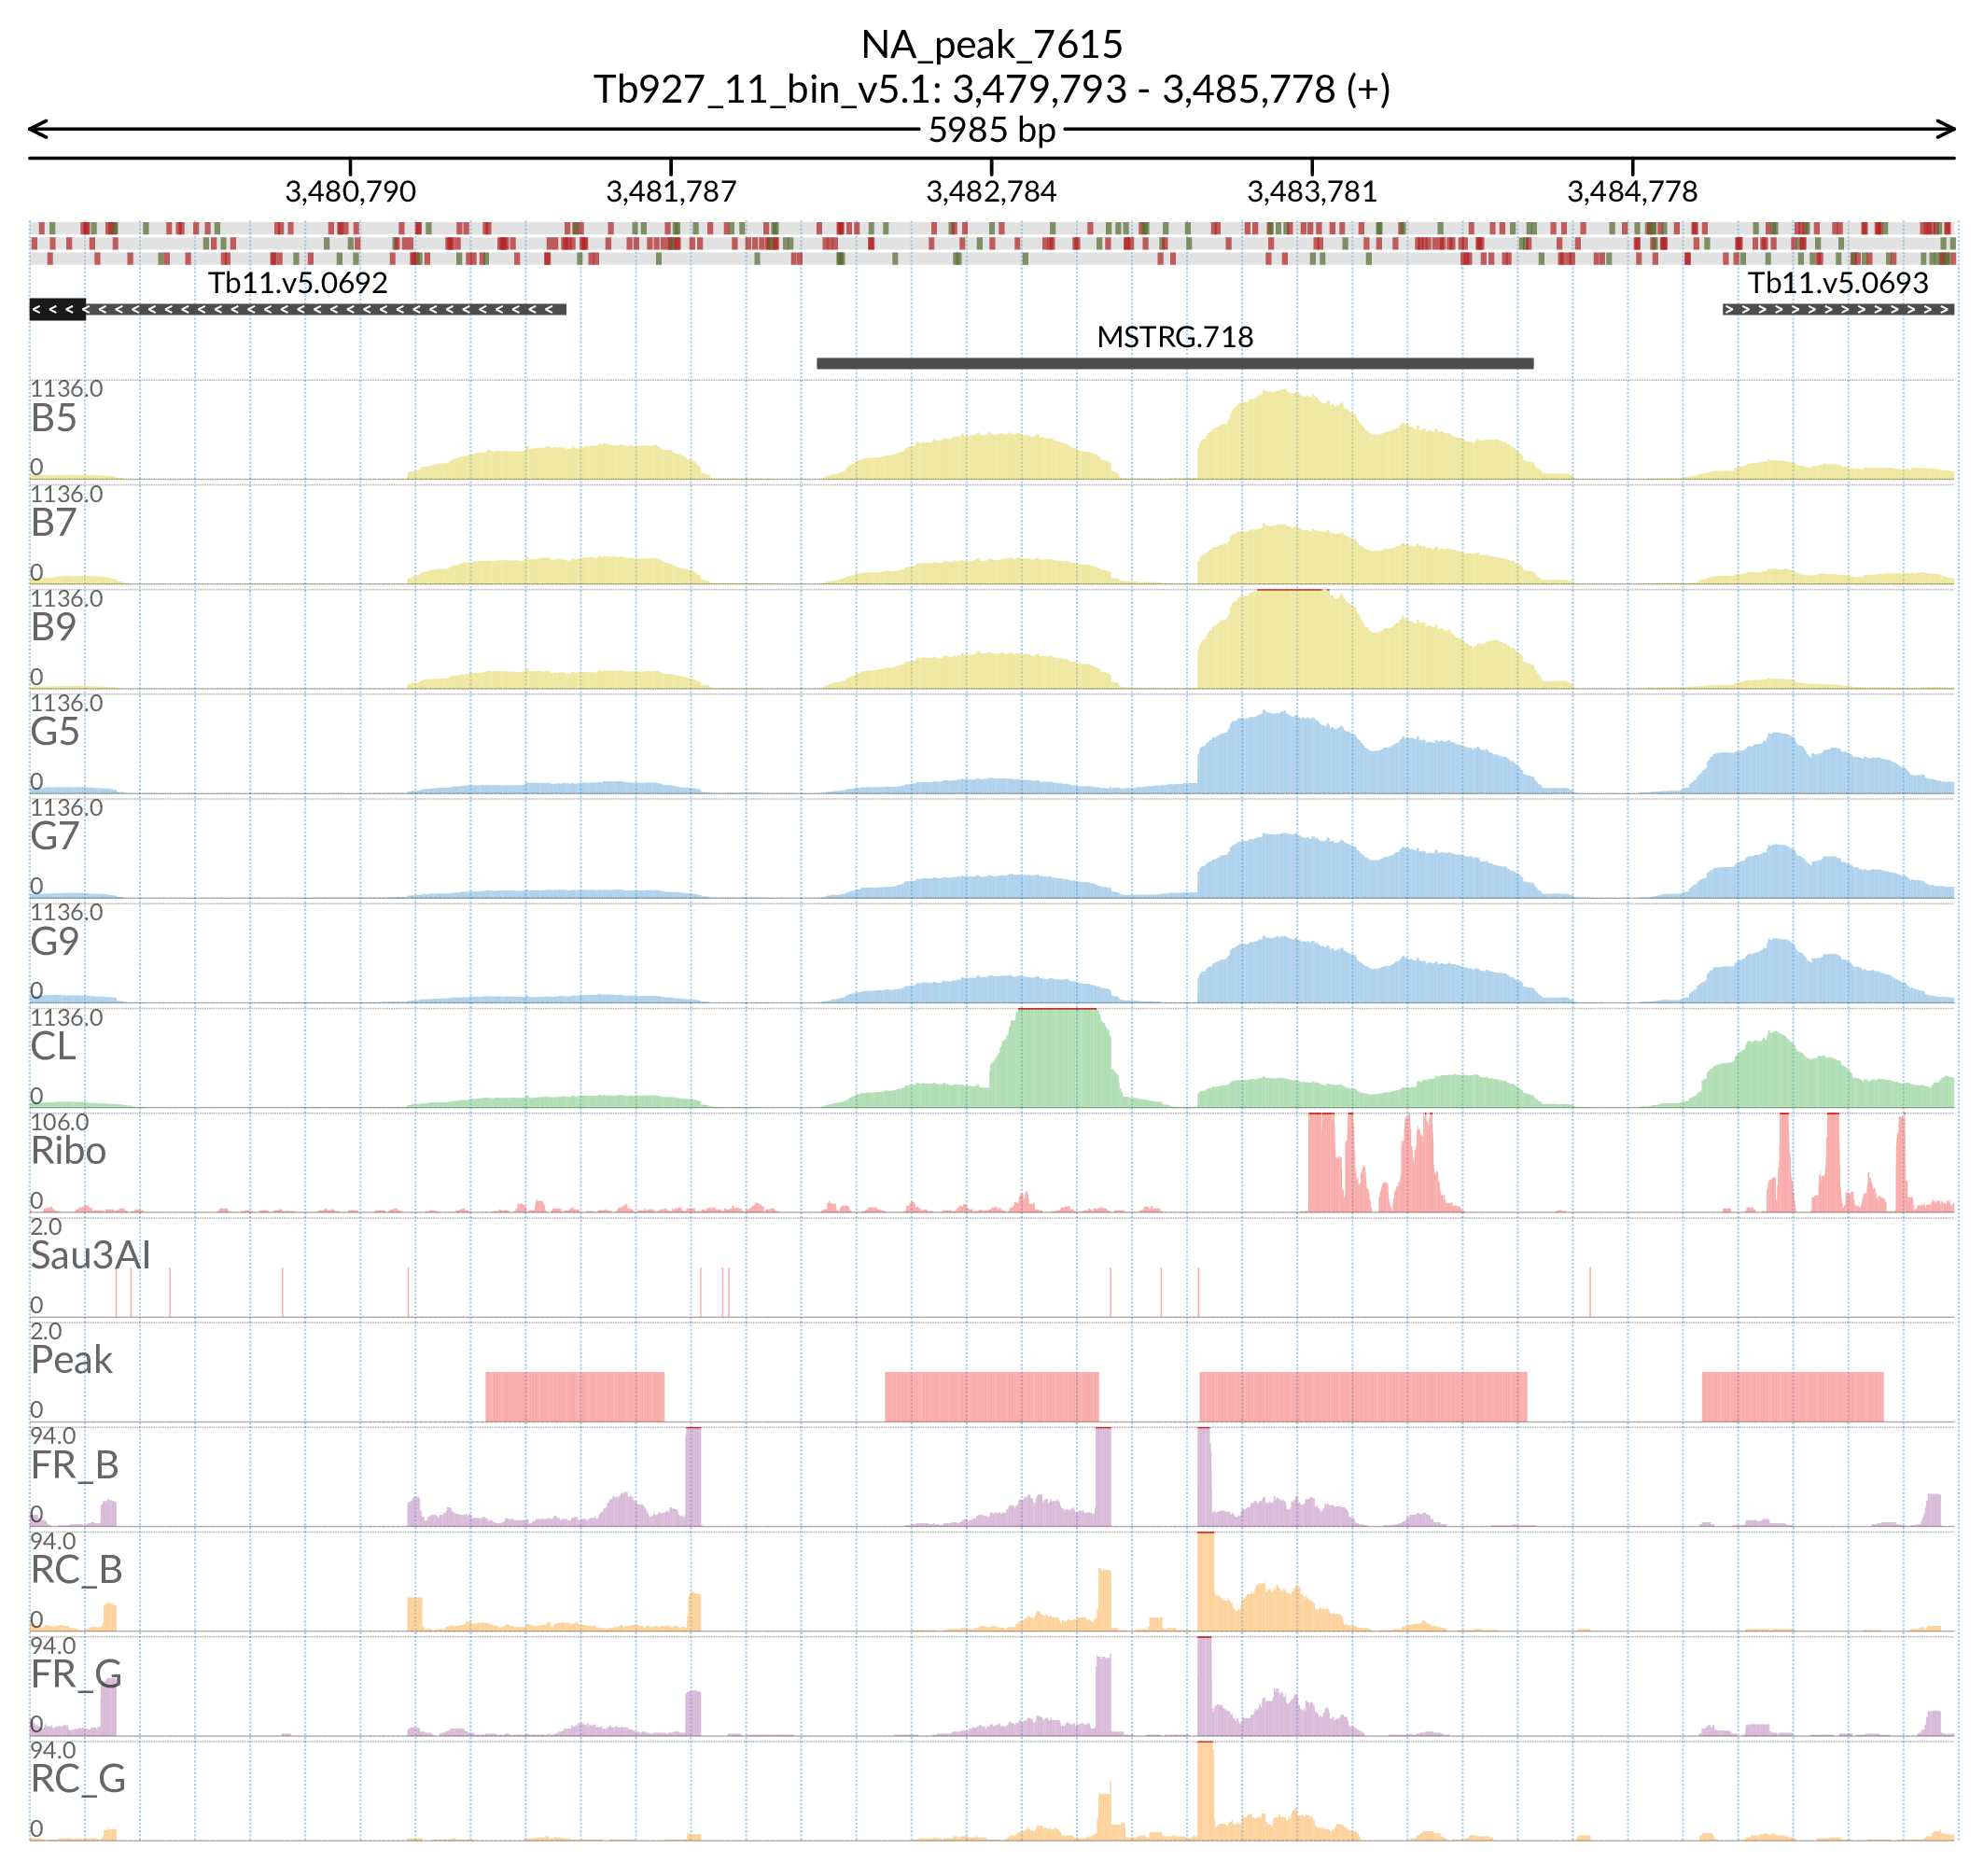 NA_peak_7615
Tb927_11_bin_v5.1: 3,479,793 - 3,485,778 (+)
5985 bp
3,480,790 3,481,787 3,482,784 3,483,781 3,484,778
Tb11.v5.0692 Tb11.v5.0693
MSTRG.718
1136.0
B5
0
1136.0
B7
0
1136.0
B9
0
1136.0
G5
0
1136.0
G7
0
1136.0
G9
0
1136.0
CL
0
106.0
Ribo
0
2.0
Sau3AI
0
2.0
Peak
0
94.0
FR_B
0
94.0
RC_B
0
94.0
FR_G
0
94.0
RC_G
0